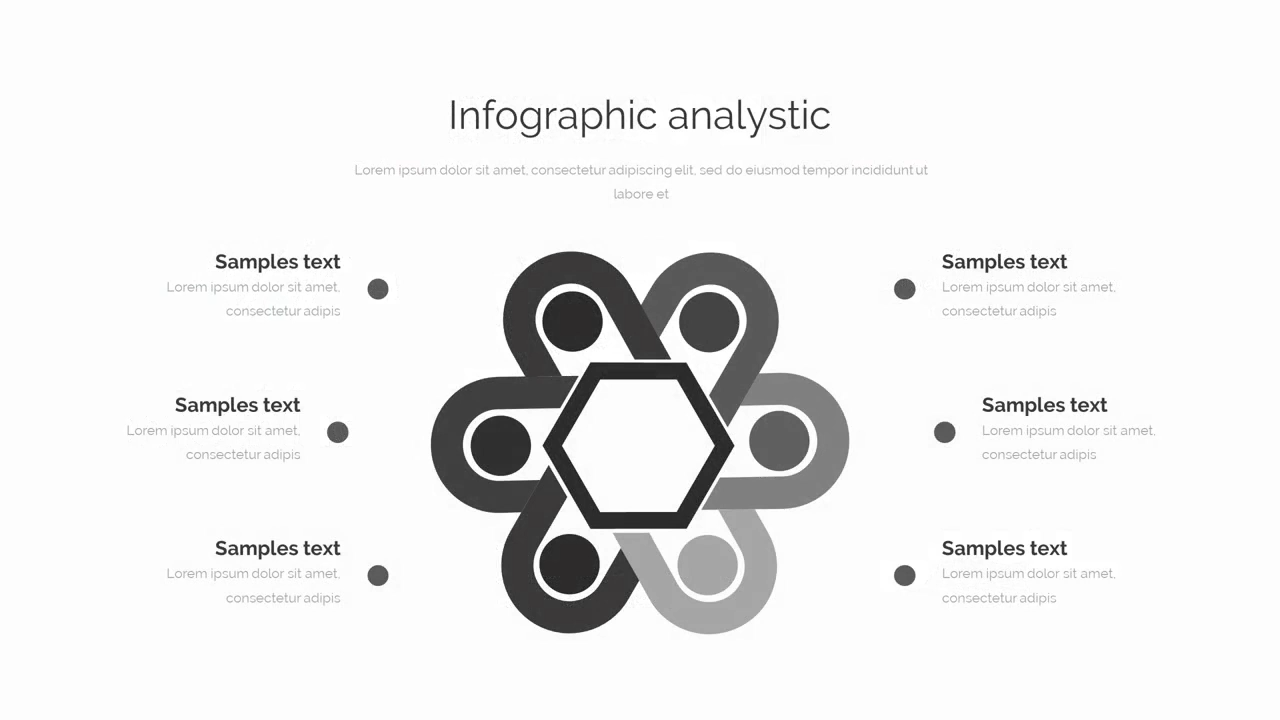 Infographic analystic
Lorem ipsum dolor sit amet, consectetur adipiscing elit, sed do eiusmod tempor incididunt ut
labore et
Samples text
Lorem ipsum dolor sit amet,
consectetur adipis
Samples text
Lorem ipsum dolor sit amet,
consectetur adipis
Samples text
Lorem ipsum dolor sit amet,
consectetur adipis
Samples text
Lorem ipsum dolor sit amet,
consectetur adipis
Samples text
Lorem ipsum dolor sit amet,
consectetur adipis
Samples text
Lorem ipsum dolor sit amet,
consectetur adipis